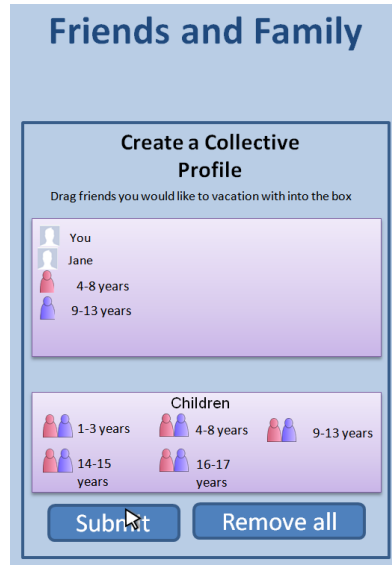 Friends and Family
Create a Collective
Profile
Drag friends you would like to vacation with into the box
You
Jane
4-8 years
9-13 years
Children
1-3 years
4-8 years
9-13 years
14-15
years
16-17
years
Submit
Remove all